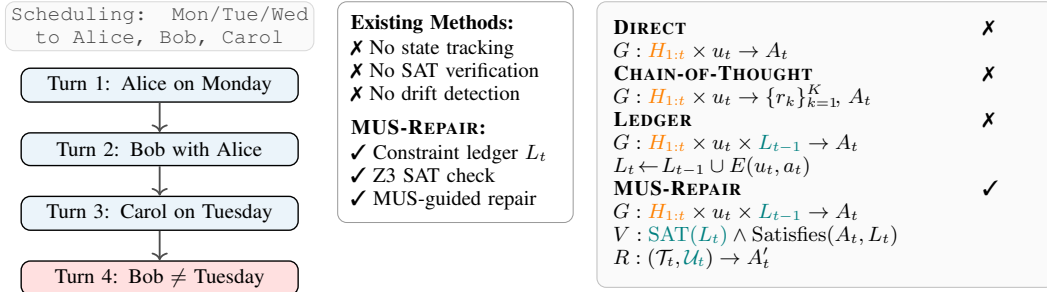 Scheduling: Mon/Tue/Wed
to Alice, Bob, Carol
Turn 1: Alice on Monday
Turn 2: Bob with Alice
Turn 3: Carol on Tuesday
Turn 4: Bob ≠ Tuesday
Existing Methods:
✗ No state tracking
✗ No SAT verification
✗ No drift detection
MUS-REPAIR:
✓ Constraint ledger L_t
✓ Z3 SAT check
✓ MUS-guided repair
DIRECT ✗
G : H_{1:t} × u_t → A_t
CHAIN-OF-THOUGHT ✗
G : H_{1:t} × u_t → {r_k}_{k=1}^K, A_t
LEDGER ✗
G : H_{1:t} × u_t × L_{t−1} → A_t
L_t ← L_{t−1} ∪ E(u_t, a_t)
MUS-REPAIR ✓
G : H_{1:t} × u_t × L_{t−1} → A_t
V : SAT(L_t) ∧ Satisfies(A_t, L_t)
R : (𝒯_t, 𝒰_t) → A′_t